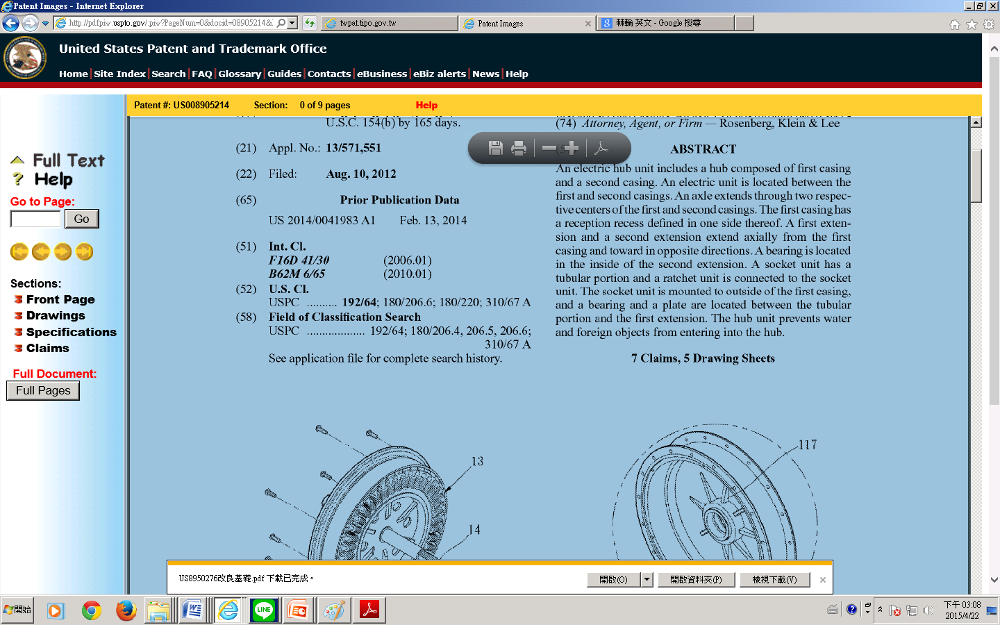 Patent Images - Internet Explorer
http://pdfpiw.uspto.gov/.piw?PageNum=0&docid=08905214&
twpat.tipo.gov.tw
Patent Images
棘輪 英文 - Google 搜尋
United States Patent and Trademark Office
Home | Site Index | Search | FAQ | Glossary | Guides | Contacts | eBusiness | eBiz alerts | News | Help
Patent #: US008905214 Section: 0 of 9 pages Help
Full Text
Help
Go to Page:
Go
Sections:
Front Page
Drawings
Specifications
Claims
Full Document:
Full Pages
U.S.C. 154(b) by 165 days.
(21) Appl. No.: 13/571,551
(22) Filed: Aug. 10, 2012
(65) Prior Publication Data
US 2014/0041983 A1 Feb. 13, 2014
(51) Int. Cl.
F16D 41/30 (2006.01)
B62M 6/65 (2010.01)
(52) U.S. Cl.
USPC .......... 192/64; 180/206.6; 180/220; 310/67 A
(58) Field of Classification Search
USPC .................. 192/64; 180/206.4, 206.5, 206.6;
310/67 A
See application file for complete search history.
(74) Attorney, Agent, or Firm — Rosenberg, Klein & Lee
ABSTRACT
An electric hub unit includes a hub composed of first casing
and a second casing. An electric unit is located between the
first and second casings. An axle extends through two respec-
tive centers of the first and second casings. The first casing has
a reception recess defined in one side thereof. A first exten-
sion and a second extension extend axially from the first
casing and toward in opposite directions. A bearing is located
in the inside of the second extension. A socket unit has a
tubular portion and a ratchet unit is connected to the socket
unit. The socket unit is mounted to outside of the first casing,
and a bearing and a plate are located between the tubular
portion and the first extension. The hub unit prevents water
and foreign objects from entering into the hub.
7 Claims, 5 Drawing Sheets
13
14
117
US8950276改良基礎.pdf 下載已完成。
開啟(O)
開啟資料夾(P)
檢視下載(V)
開始
LINE
下午 03:08
2015/4/22